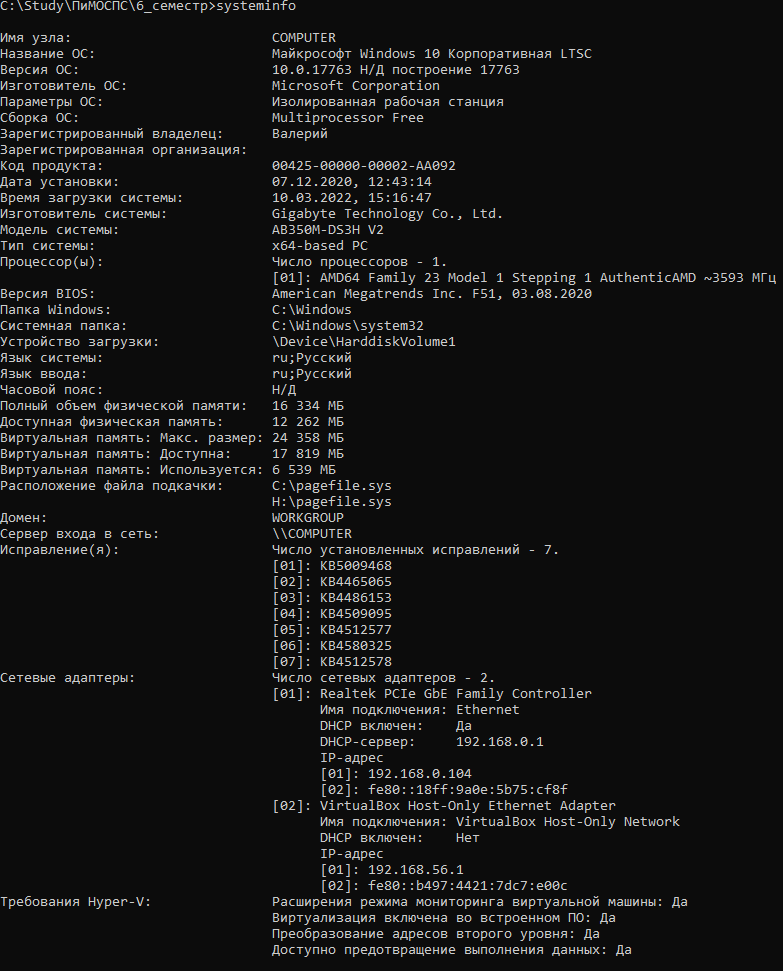 C:\Study\ПиМОСПС\6_семестр>systeminfo
Имя узла: COMPUTER
Название ОС: Майкрософт Windows 10 Корпоративная LTSC
Версия ОС: 10.0.17763 Н/Д построение 17763
Изготовитель ОС: Microsoft Corporation
Параметры ОС: Изолированная рабочая станция
Сборка ОС: Multiprocessor Free
Зарегистрированный владелец: Валерий
Зарегистрированная организация:
Код продукта: 00425-00000-00002-AA092
Дата установки: 07.12.2020, 12:43:14
Время загрузки системы: 10.03.2022, 15:16:47
Изготовитель системы: Gigabyte Technology Co., Ltd.
Модель системы: AB350M-DS3H V2
Тип системы: x64-based PC
Процессор(ы): Число процессоров - 1.
[01]: AMD64 Family 23 Model 1 Stepping 1 AuthenticAMD ~3593 МГц
Версия BIOS: American Megatrends Inc. F51, 03.08.2020
Папка Windows: C:\Windows
Системная папка: C:\Windows\system32
Устройство загрузки: \Device\HarddiskVolume1
Язык системы: ru;Русский
Язык ввода: ru;Русский
Часовой пояс: Н/Д
Полный объем физической памяти: 16 334 МБ
Доступная физическая память: 12 262 МБ
Виртуальная память: Макс. размер: 24 358 МБ
Виртуальная память: Доступна: 17 819 МБ
Виртуальная память: Используется: 6 539 МБ
Расположение файла подкачки: C:\pagefile.sys
H:\pagefile.sys
Домен: WORKGROUP
Сервер входа в сеть: \\COMPUTER
Исправление(я): Число установленных исправлений - 7.
[01]: KB5009468
[02]: KB4465065
[03]: KB4486153
[04]: KB4509095
[05]: KB4512577
[06]: KB4580325
[07]: KB4512578
Сетевые адаптеры: Число сетевых адаптеров - 2.
[01]: Realtek PCIe GbE Family Controller
Имя подключения: Ethernet
DHCP включен: Да
DHCP-сервер: 192.168.0.1
IP-адрес
[01]: 192.168.0.104
[02]: fe80::18ff:9a0e:5b75:cf8f
[02]: VirtualBox Host-Only Ethernet Adapter
Имя подключения: VirtualBox Host-Only Network
DHCP включен: Нет
IP-адрес
[01]: 192.168.56.1
[02]: fe80::b497:4421:7dc7:e00c
Требования Hyper-V: Расширения режима мониторинга виртуальной машины: Да
Виртуализация включена во встроенном ПО: Да
Преобразование адресов второго уровня: Да
Доступно предотвращение выполнения данных: Да